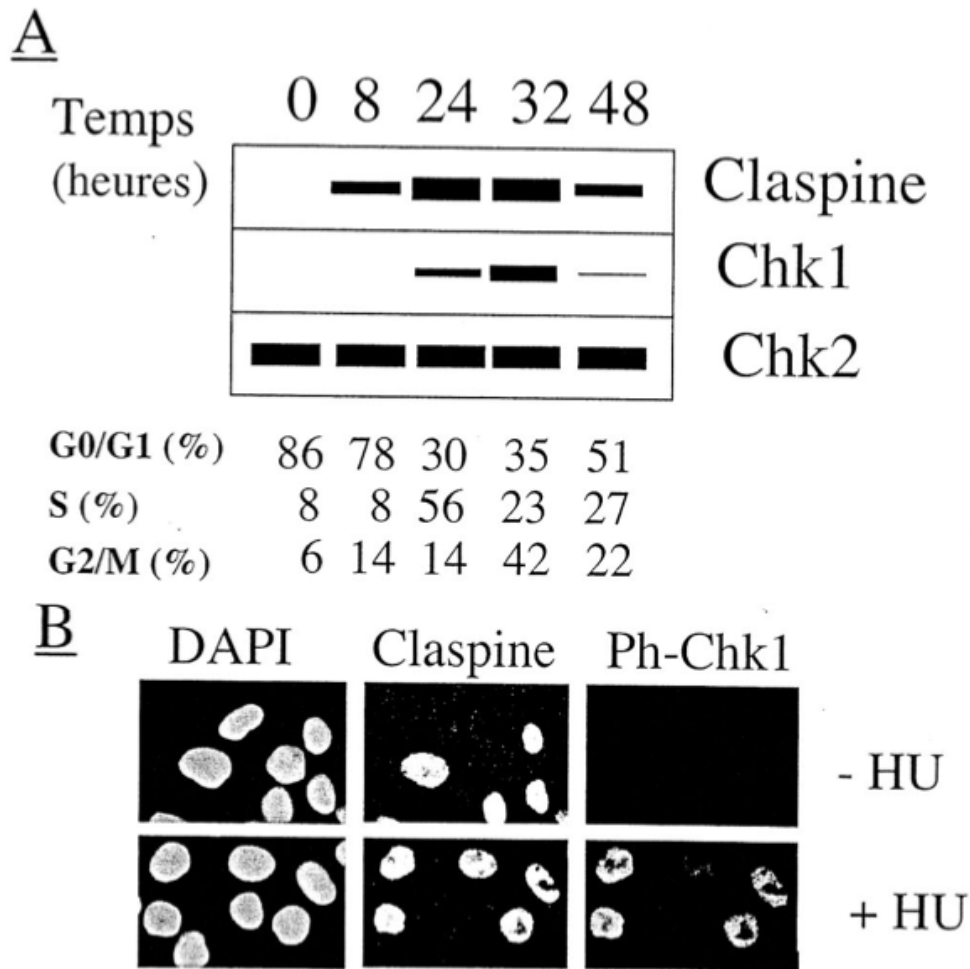 A
Temps 0 8 24 32 48
(heures)
Claspine
Chk1
Chk2
G0/G1 (%) 86 78 30 35 51
S (%) 8 8 56 23 27
G2/M (%) 6 14 14 42 22
B
DAPI Claspine Ph-Chk1
- HU
+ HU